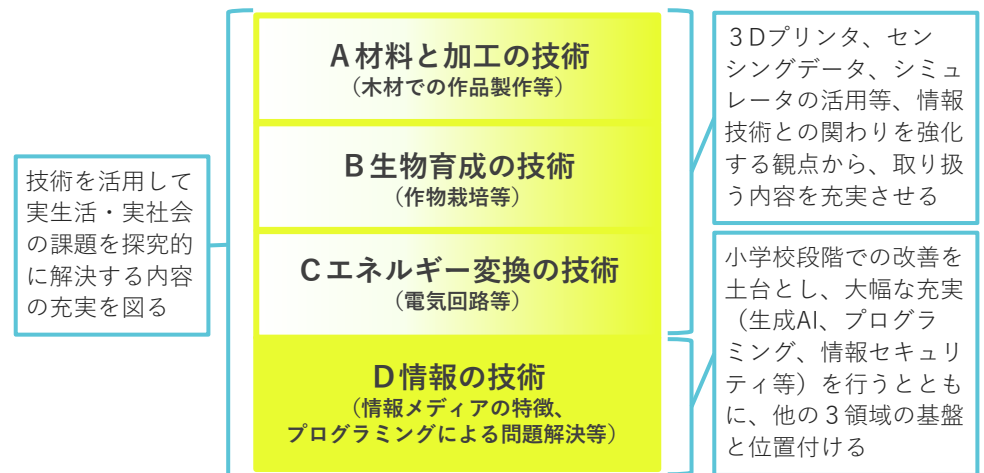 技術を活用して
実生活・実社会
の課題を探究的
に解決する内容
の充実を図る
A材料と加工の技術
（木材での作品製作等）
B生物育成の技術
（作物栽培等）
Cエネルギー変換の技術
（電気回路等）
D情報の技術
（情報メディアの特徴、
プログラミングによる問題解決等）
３Dプリンタ、セン
シングデータ、シミュ
レータの活用等、情報
技術との関わりを強化
する観点から、取り扱
う内容を充実させる
小学校段階での改善を
土台とし、大幅な充実
（生成AI、プログラ
ミング、情報セキュリ
ティ等）を行うととも
に、他の３領域の基盤
と位置付ける